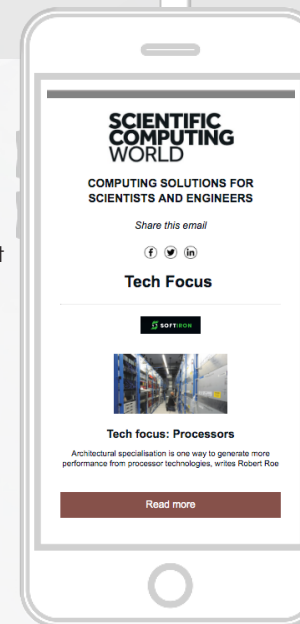 SCIENTIFIC
COMPUTING
WORLD
COMPUTING SOLUTIONS FOR
SCIENTISTS AND ENGINEERS
Share this email
f in
Tech Focus
SOFTIRON
Tech focus: Processors
Architectural specialisation is one way to generate more
performance from processor technologies, writes Robert Roe
Read more